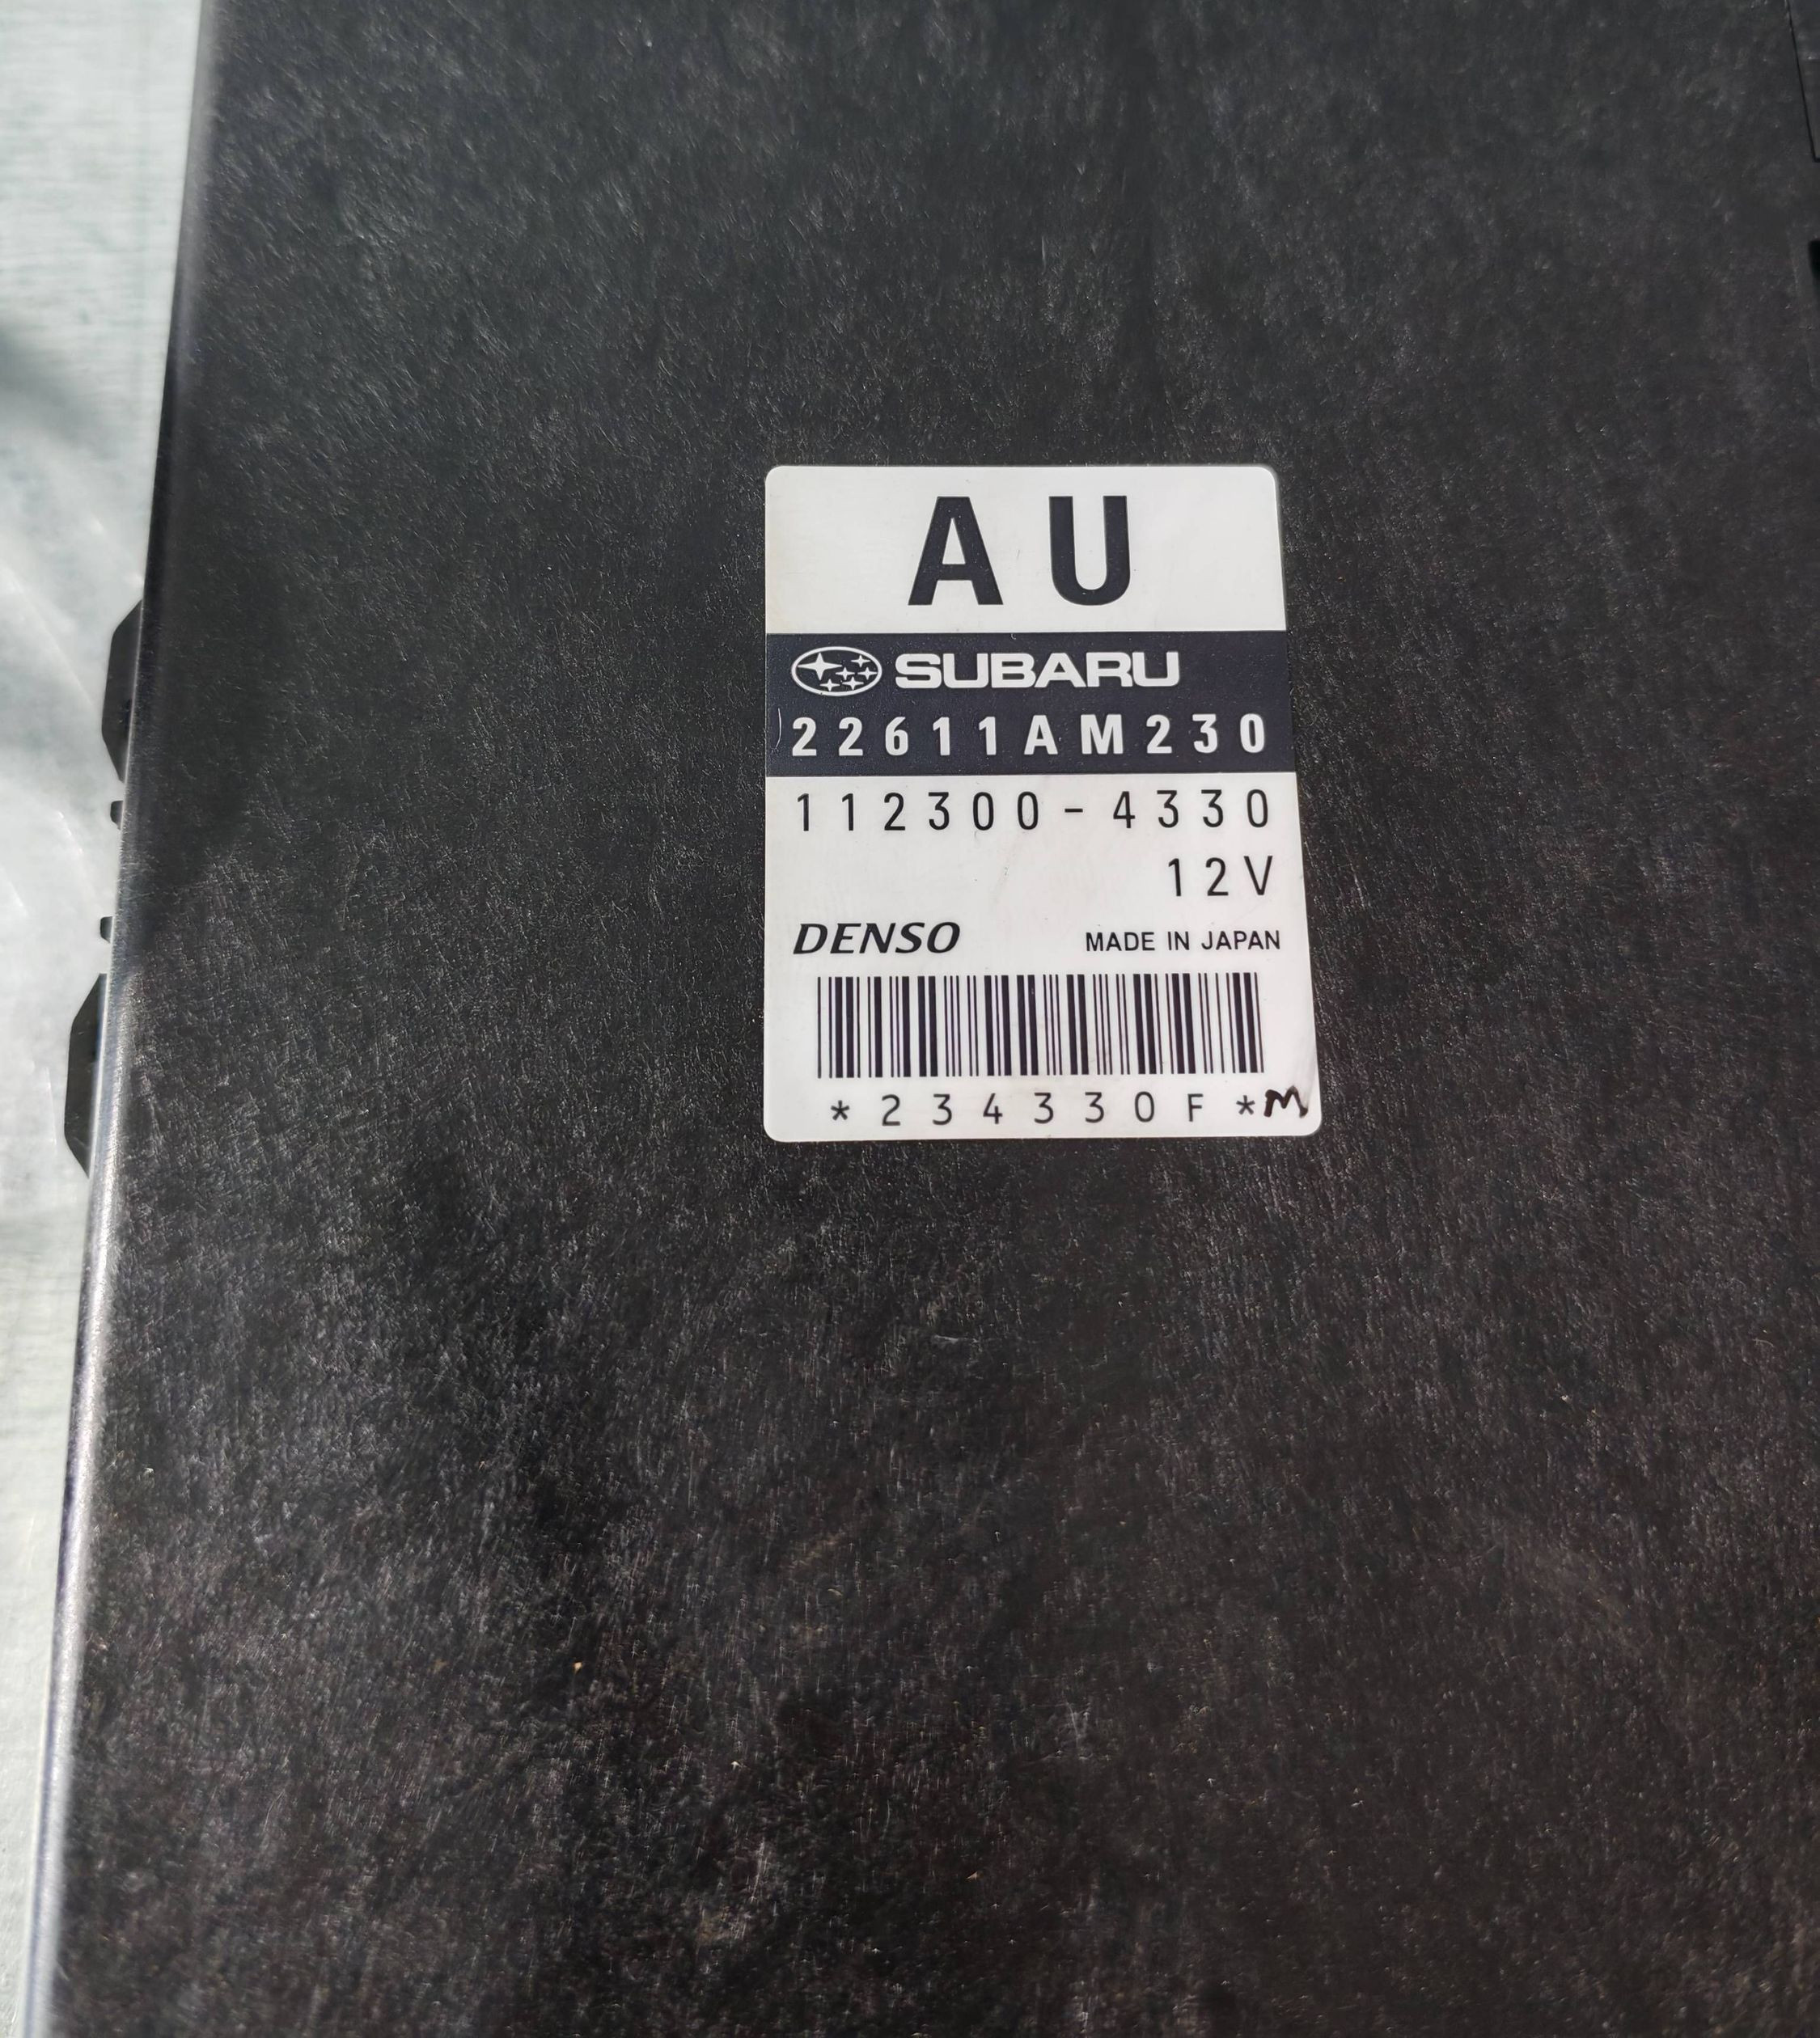 AU
SUBARU
22611AM230
112300-4330
12V
DENSO MADE IN JAPAN
*234330F*M